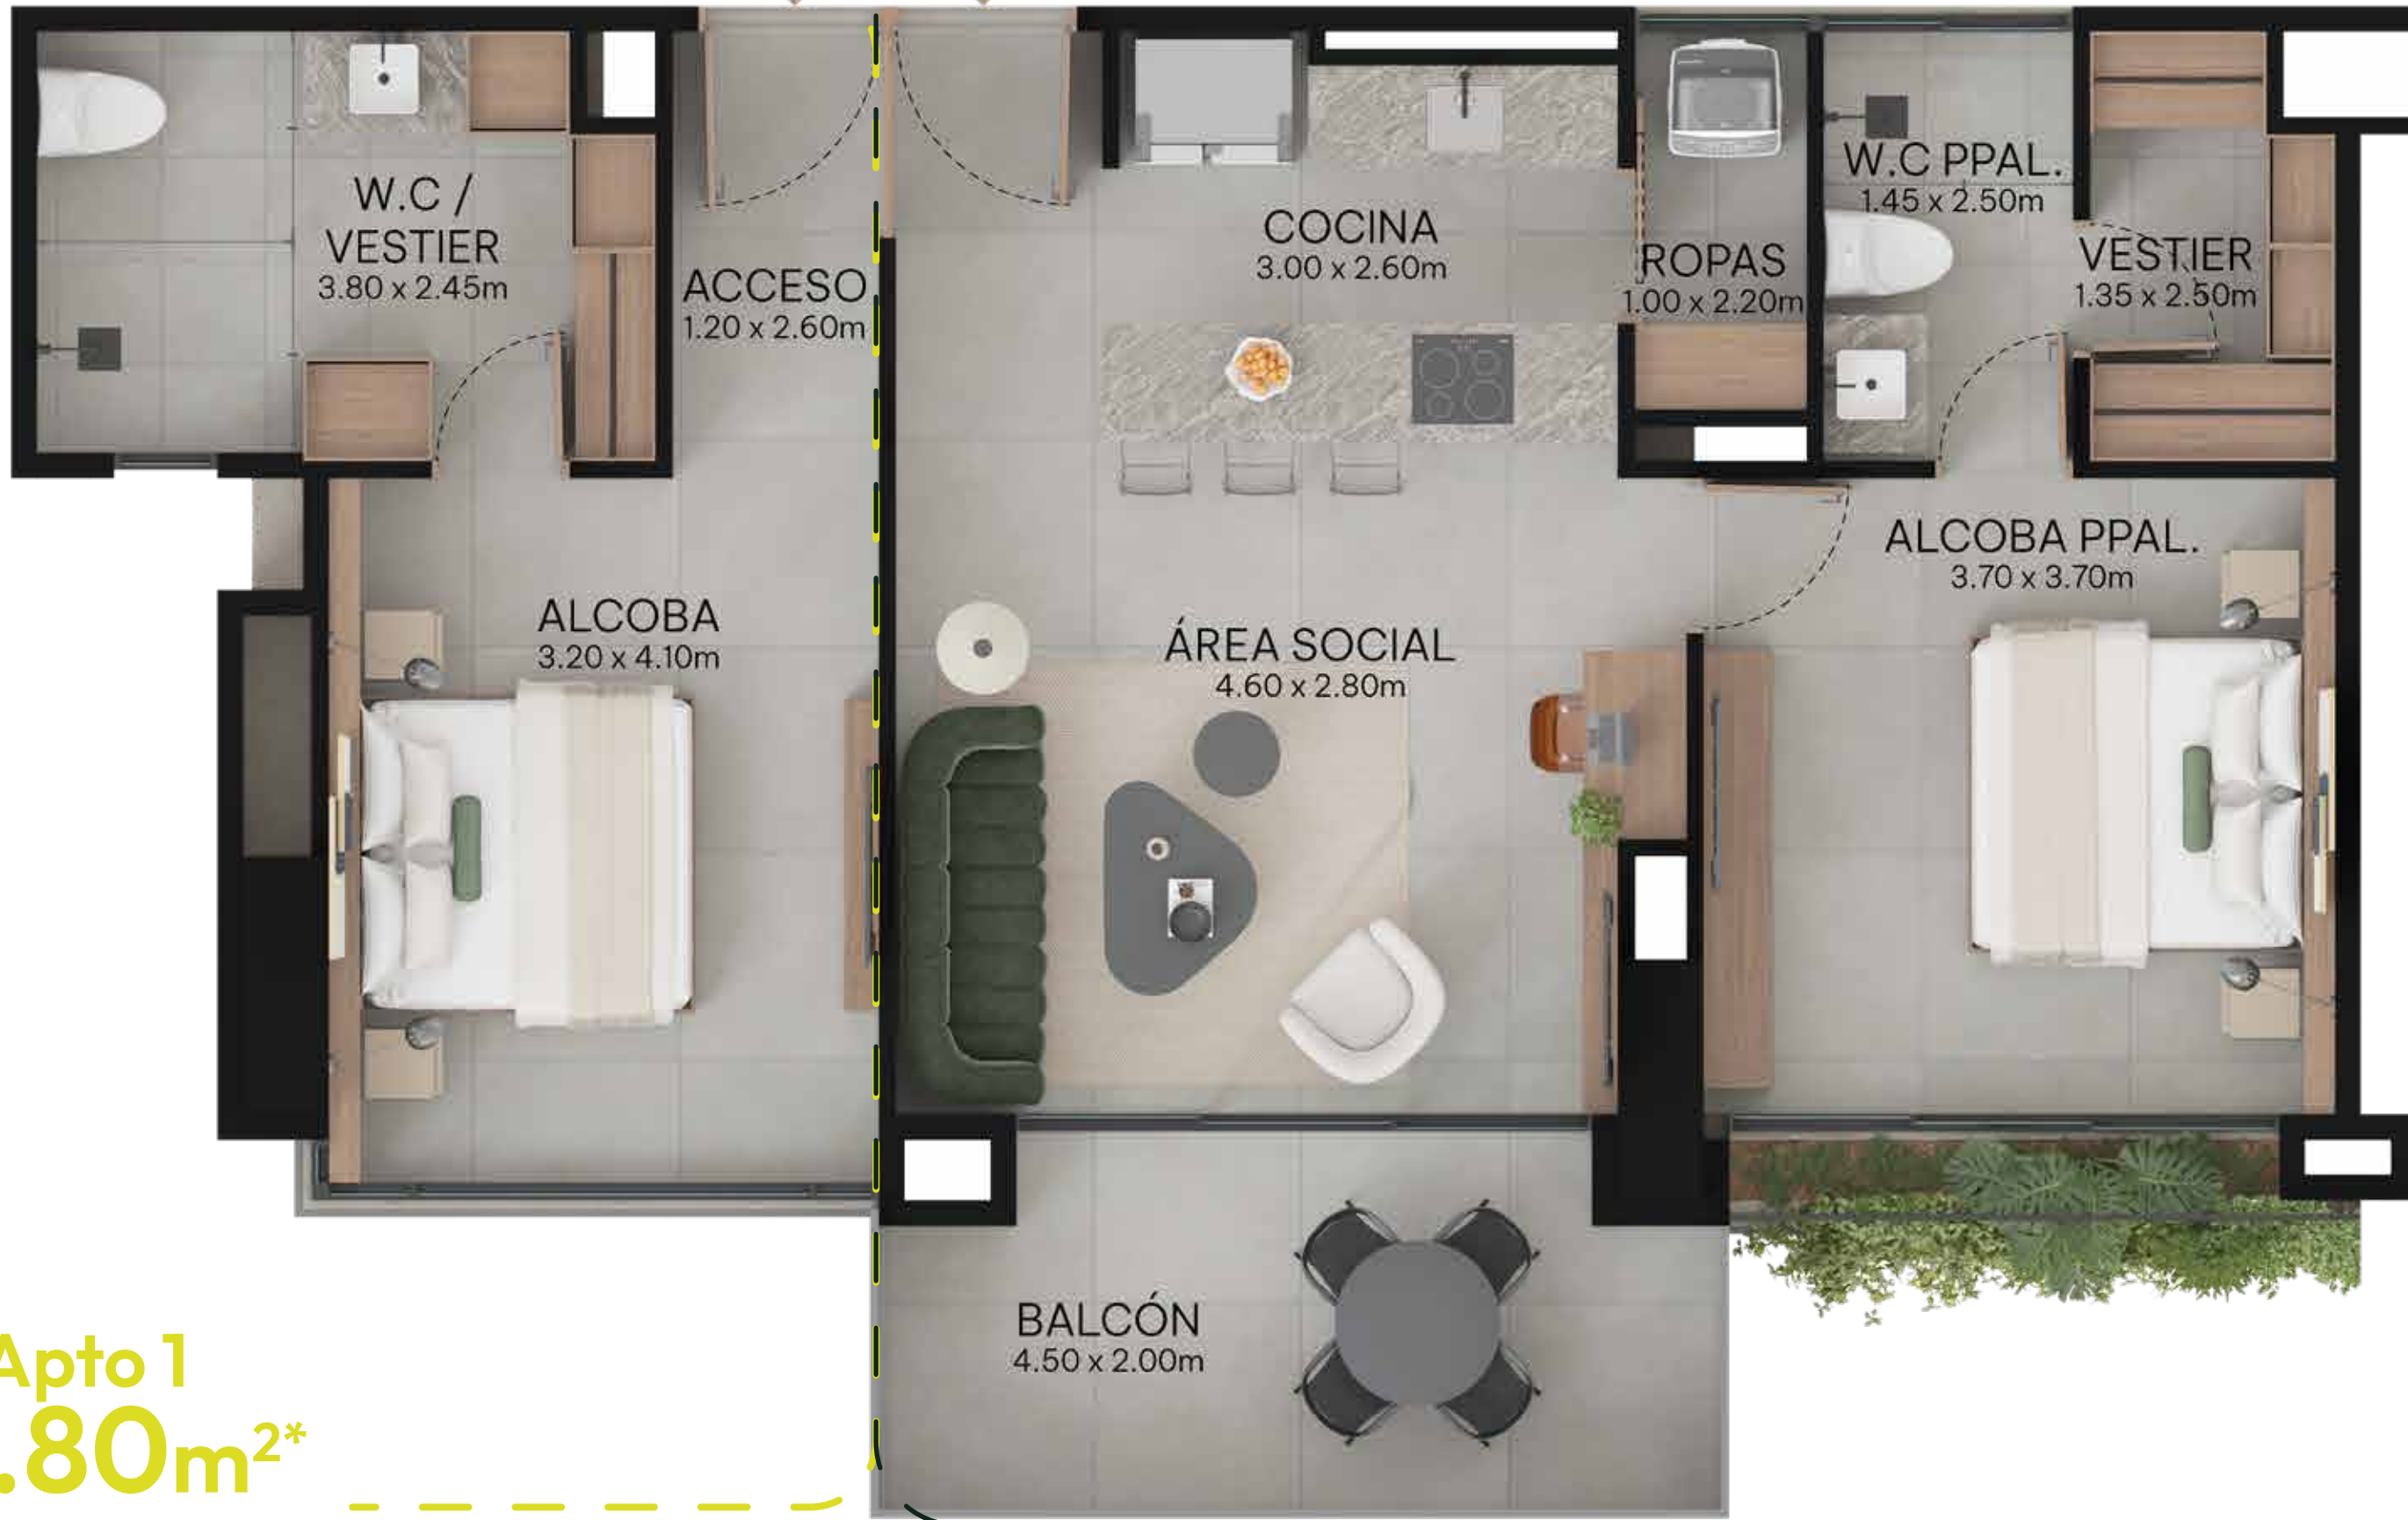 W.C /
VESTIER
3.80 x 2.45m
ACCESO
1.20 x 2.60m
COCINA
3.00 x 2.60m
ROPAS
1.00 x 2.20m
W.C PPAL.
1.45 x 2.50m
VESTIER
1.35 x 2.50m
ALCOBA
3.20 x 4.10m
ÁREA SOCIAL
4.60 x 2.80m
ALCOBA PPAL.
3.70 x 3.70m
BALCÓN
4.50 x 2.00m
Apto 1
.80m²*